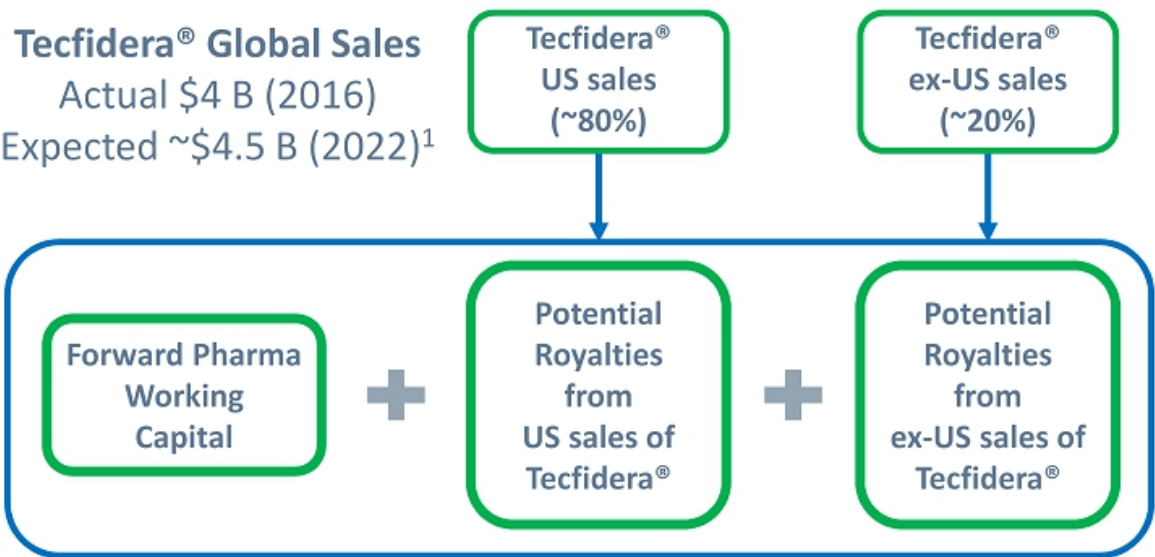 Tecfidera® Global Sales
Actual $4 B (2016)
Expected ~$4.5 B (2022)¹
Tecfidera®
US sales
(~80%)
Tecfidera®
ex-US sales
(~20%)
Forward Pharma
Working
Capital
Potential
Royalties
from
US sales of
Tecfidera®
Potential
Royalties
from
ex-US sales of
Tecfidera®